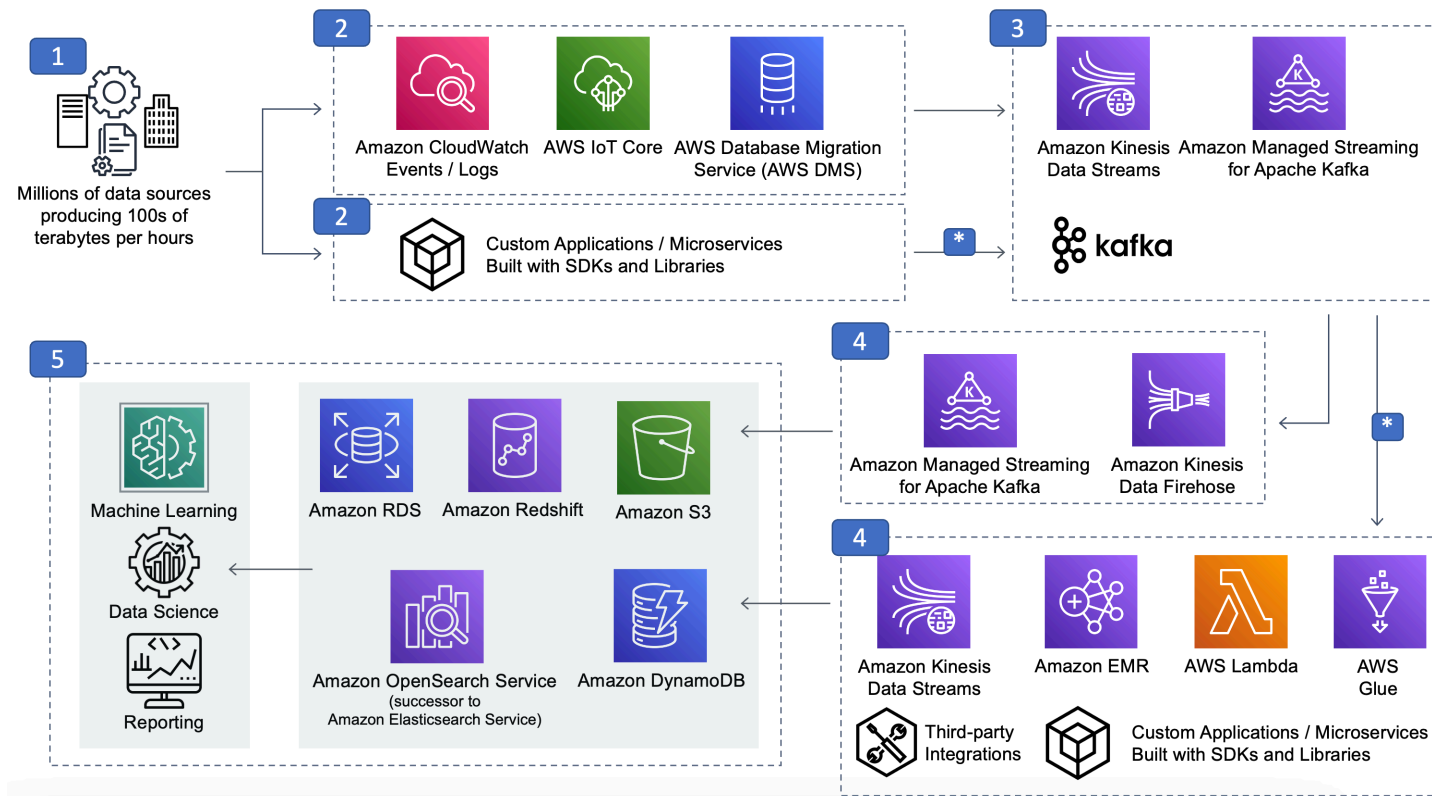 1
Millions of data sources
producing 100s of
terabytes per hours
2
Amazon CloudWatch
Events / Logs
AWS IoT Core
AWS Database Migration
Service (AWS DMS)
2
Custom Applications / Microservices
Built with SDKs and Libraries
*
3
Amazon Kinesis
Data Streams
Amazon Managed Streaming
for Apache Kafka
K
kafka
*
4
K
Amazon Managed Streaming
for Apache Kafka
Amazon Kinesis
Data Firehose
4
Amazon Kinesis
Data Streams
Amazon EMR
AWS Lambda
AWS
Glue
Third-party
Integrations
Custom Applications / Microservices
Built with SDKs and Libraries
5
Machine Learning
Data Science
</>
Reporting
Amazon RDS
Amazon Redshift
Amazon S3
Amazon OpenSearch Service
(successor to
Amazon Elasticsearch Service)
Amazon DynamoDB